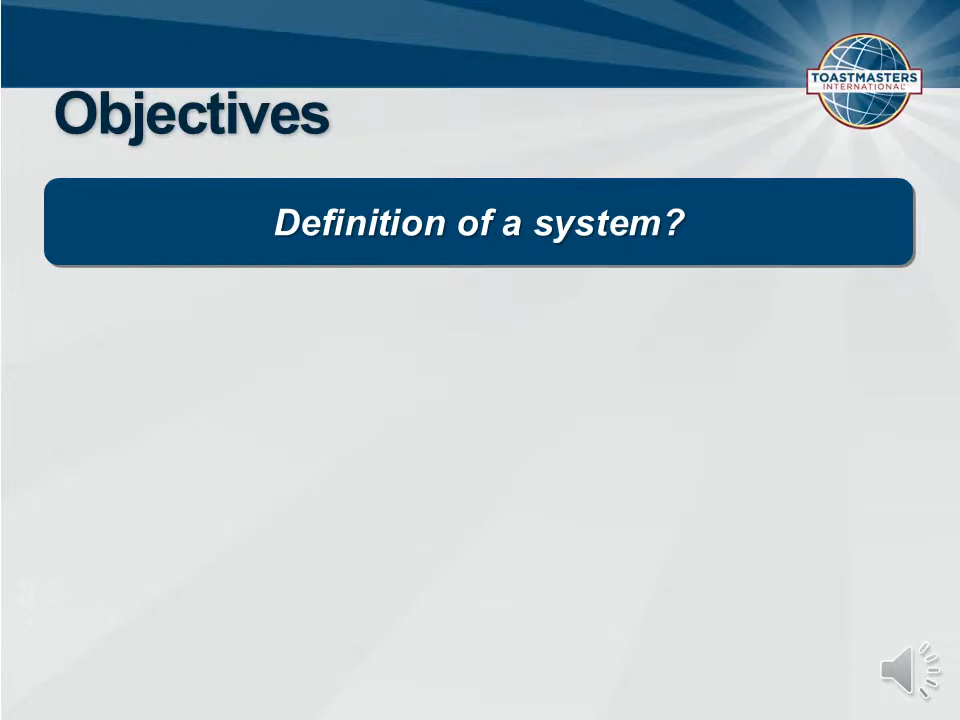 TOASTMASTERS
INTERNATIONAL
Objectives
Definition of a system?